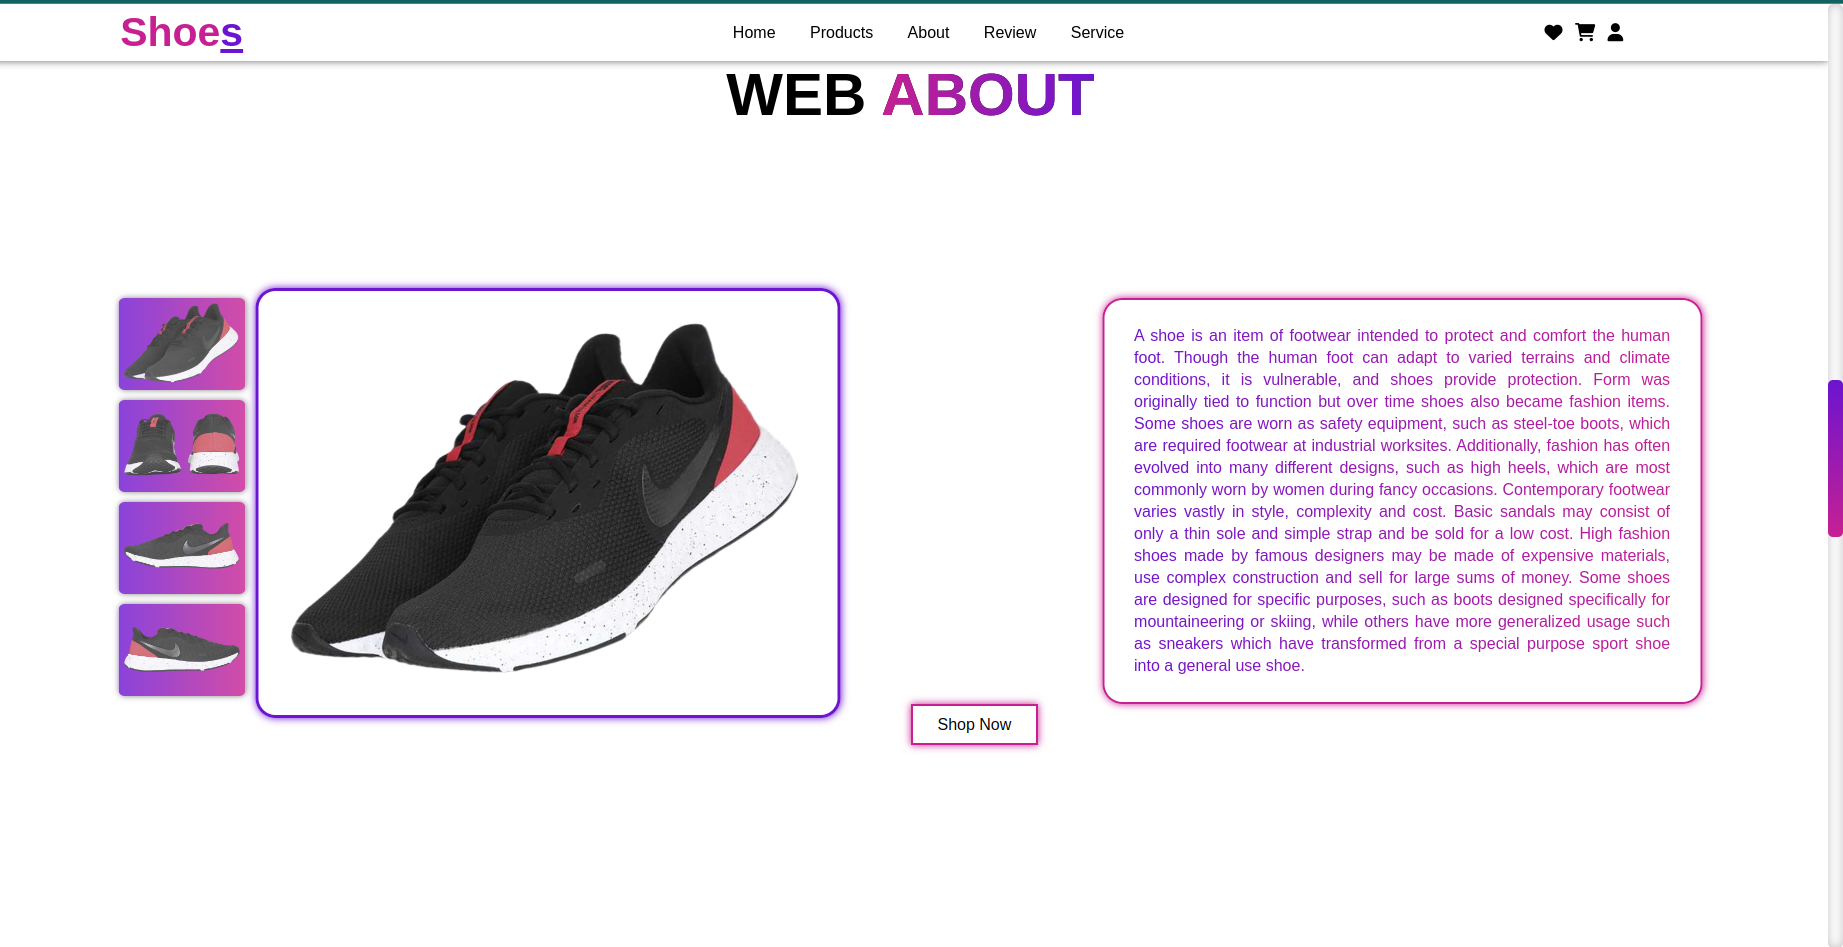 Shoes
Home Products About Review Service
WEB ABOUT
A shoe is an item of footwear intended to protect and comfort the human
foot. Though the human foot can adapt to varied terrains and climate
conditions, it is vulnerable, and shoes provide protection. Form was
originally tied to function but over time shoes also became fashion items.
Some shoes are worn as safety equipment, such as steel-toe boots, which
are required footwear at industrial worksites. Additionally, fashion has often
evolved into many different designs, such as high heels, which are most
commonly worn by women during fancy occasions. Contemporary footwear
varies vastly in style, complexity and cost. Basic sandals may consist of
only a thin sole and simple strap and be sold for a low cost. High fashion
shoes made by famous designers may be made of expensive materials,
use complex construction and sell for large sums of money. Some shoes
are designed for specific purposes, such as boots designed specifically for
mountaineering or skiing, while others have more generalized usage such
as sneakers which have transformed from a special purpose sport shoe
into a general use shoe.
Shop Now